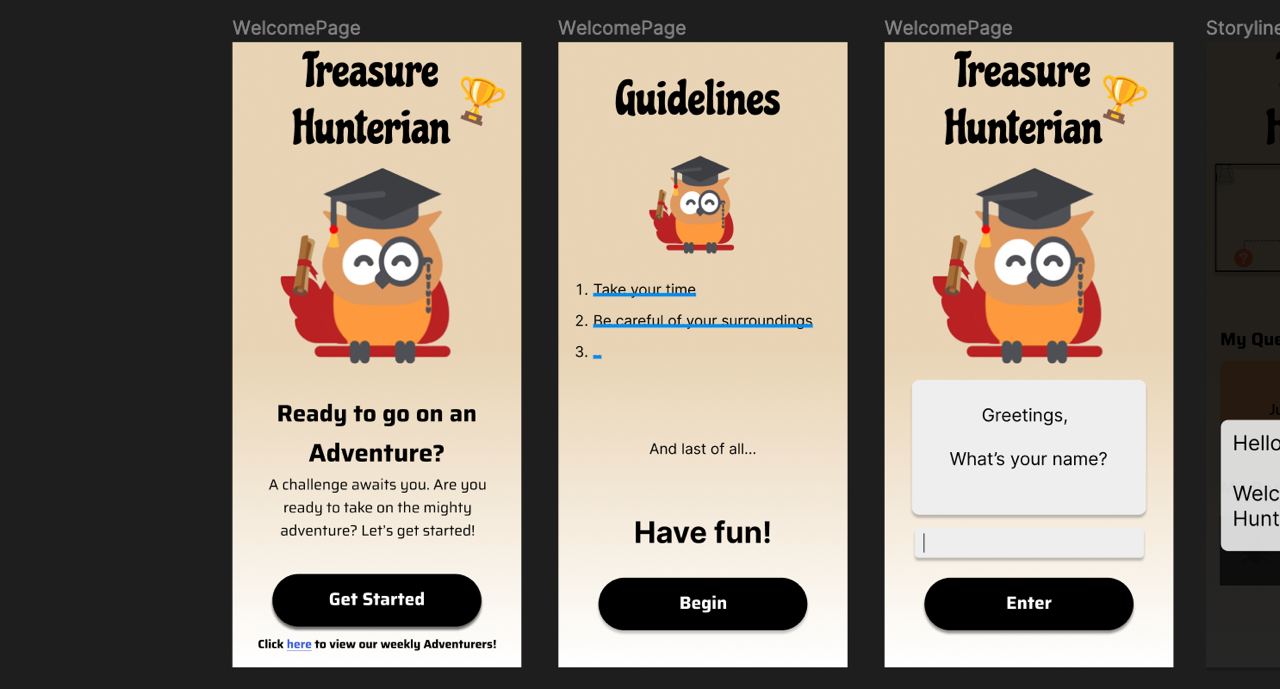 WelcomePage
Treasure
Hunterian
Ready to go on an
Adventure?
A challenge awaits you. Are you
ready to take on the mighty
adventure? Let's get started!
Get Started
Click here to view our weekly Adventurers!
WelcomePage
Guidelines
1. Take your time
2. Be careful of your surroundings
3.
And last of all...
Have fun!
Begin
WelcomePage
Treasure
Hunterian
Greetings,
What's your name?
Enter
Storyline
H
?
My Que
Hello
Welc
Hunt